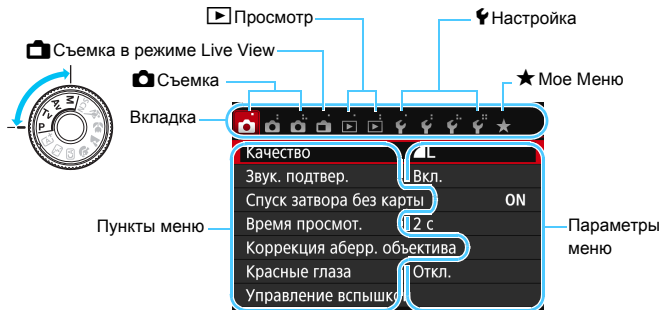 Просмотр
Настройка
Съемка в режиме Live View
Съемка
Мое Меню
Вкладка
Качество L
Звук. подтвер. Вкл.
Спуск затвора без карты ON
Пункты меню
Время просмот. 2 с
Параметры
меню
Коррекция аберр. объектива
Красные глаза Откл.
Управление вспышкой